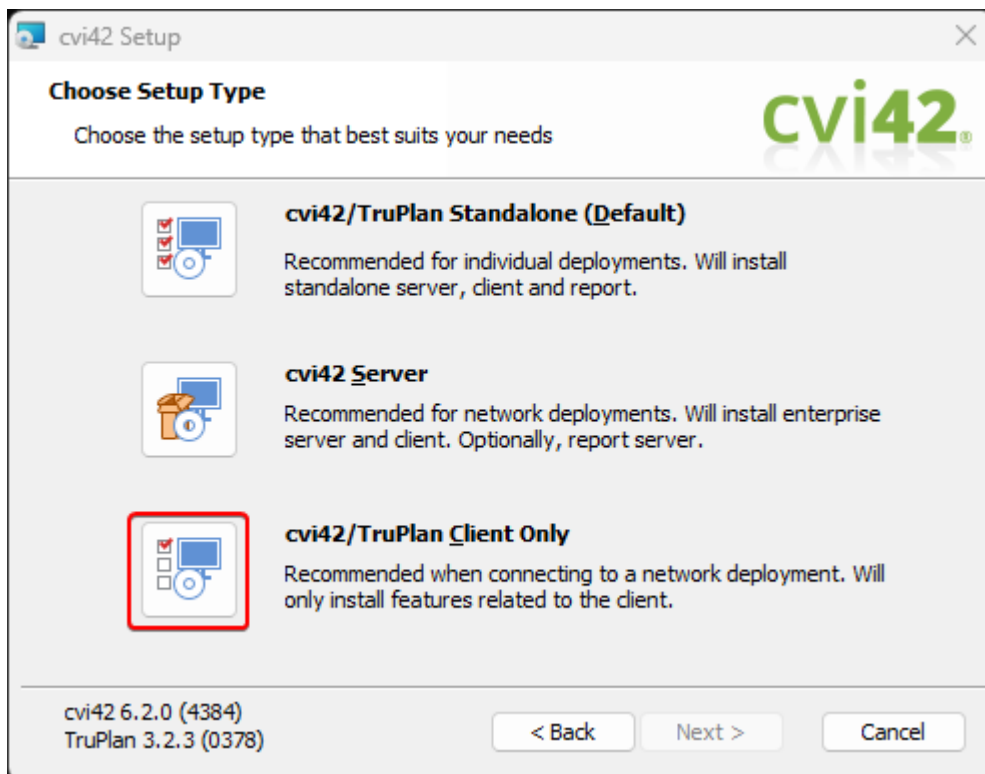 cvi42 Setup
Choose Setup Type
Choose the setup type that best suits your needs
cvi42®
cvi42/TruPlan Standalone (Default)
Recommended for individual deployments. Will install
standalone server, client and report.
cvi42 Server
Recommended for network deployments. Will install enterprise
server and client. Optionally, report server.
cvi42/TruPlan Client Only
Recommended when connecting to a network deployment. Will
only install features related to the client.
cvi42 6.2.0 (4384)
TruPlan 3.2.3 (0378)
< Back
Next >
Cancel